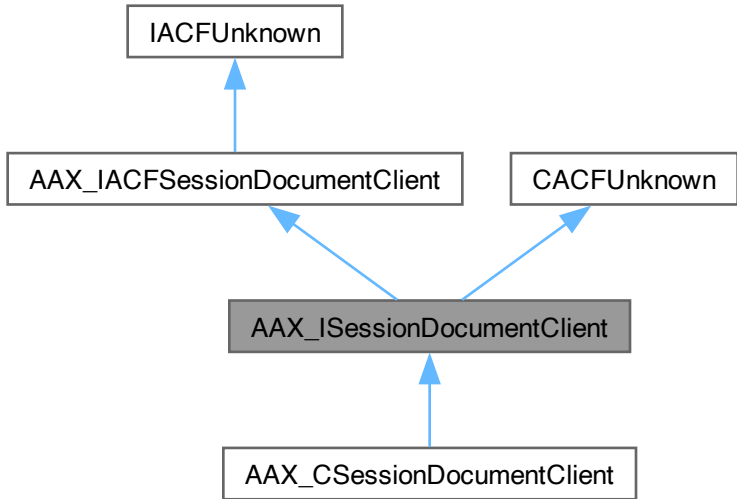 IACFUnknown
AAX_IACFSessionDocumentClient
CACFUnknown
AAX_ISessionDocumentClient
AAX_CSessionDocumentClient